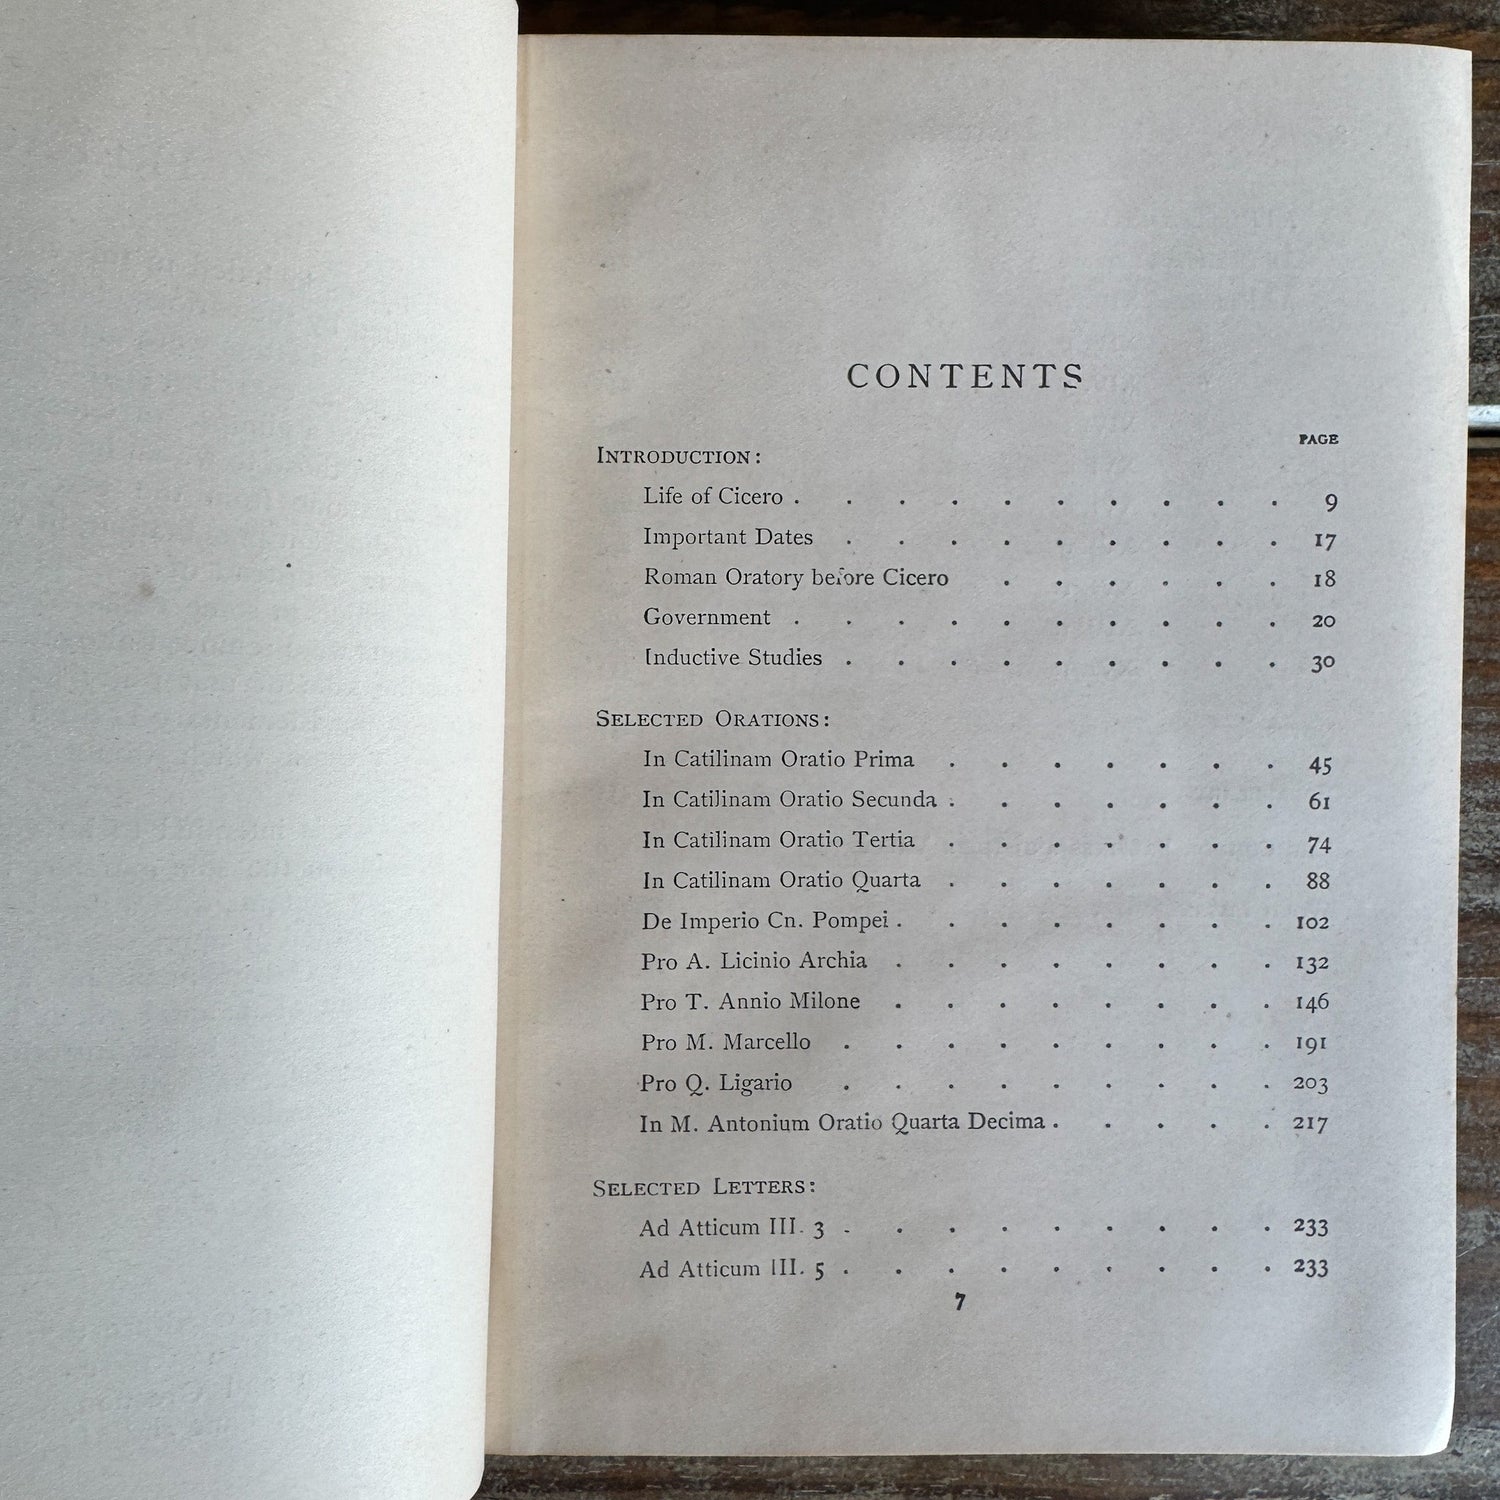 CONTENTS
PAGE
INTRODUCTION:
Life of Cicero . . . . . . . . . . 9
Important Dates . . . . . . . . . 17
Roman Oratory before Cicero . . . . . . 18
Government . . . . . . . . . . 20
Inductive Studies . . . . . . . . . 30
SELECTED ORATIONS:
In Catilinam Oratio Prima . . . . . . . 45
In Catilinam Oratio Secunda . . . . . . . 61
In Catilinam Oratio Tertia . . . . . . . 74
In Catilinam Oratio Quarta . . . . . . . 88
De Imperio Cn. Pompei . . . . . . . . 102
Pro A. Licinio Archia . . . . . . . . 132
Pro T. Annio Milone . . . . . . . . 146
Pro M. Marcello . . . . . . . . . 191
Pro Q. Ligario . . . . . . . . . 203
In M. Antonium Oratio Quarta Decima . . . . . 217
SELECTED LETTERS:
Ad Atticum III. 3 . . . . . . . . . 233
Ad Atticum III. 5 . . . . . . . . . 233
7